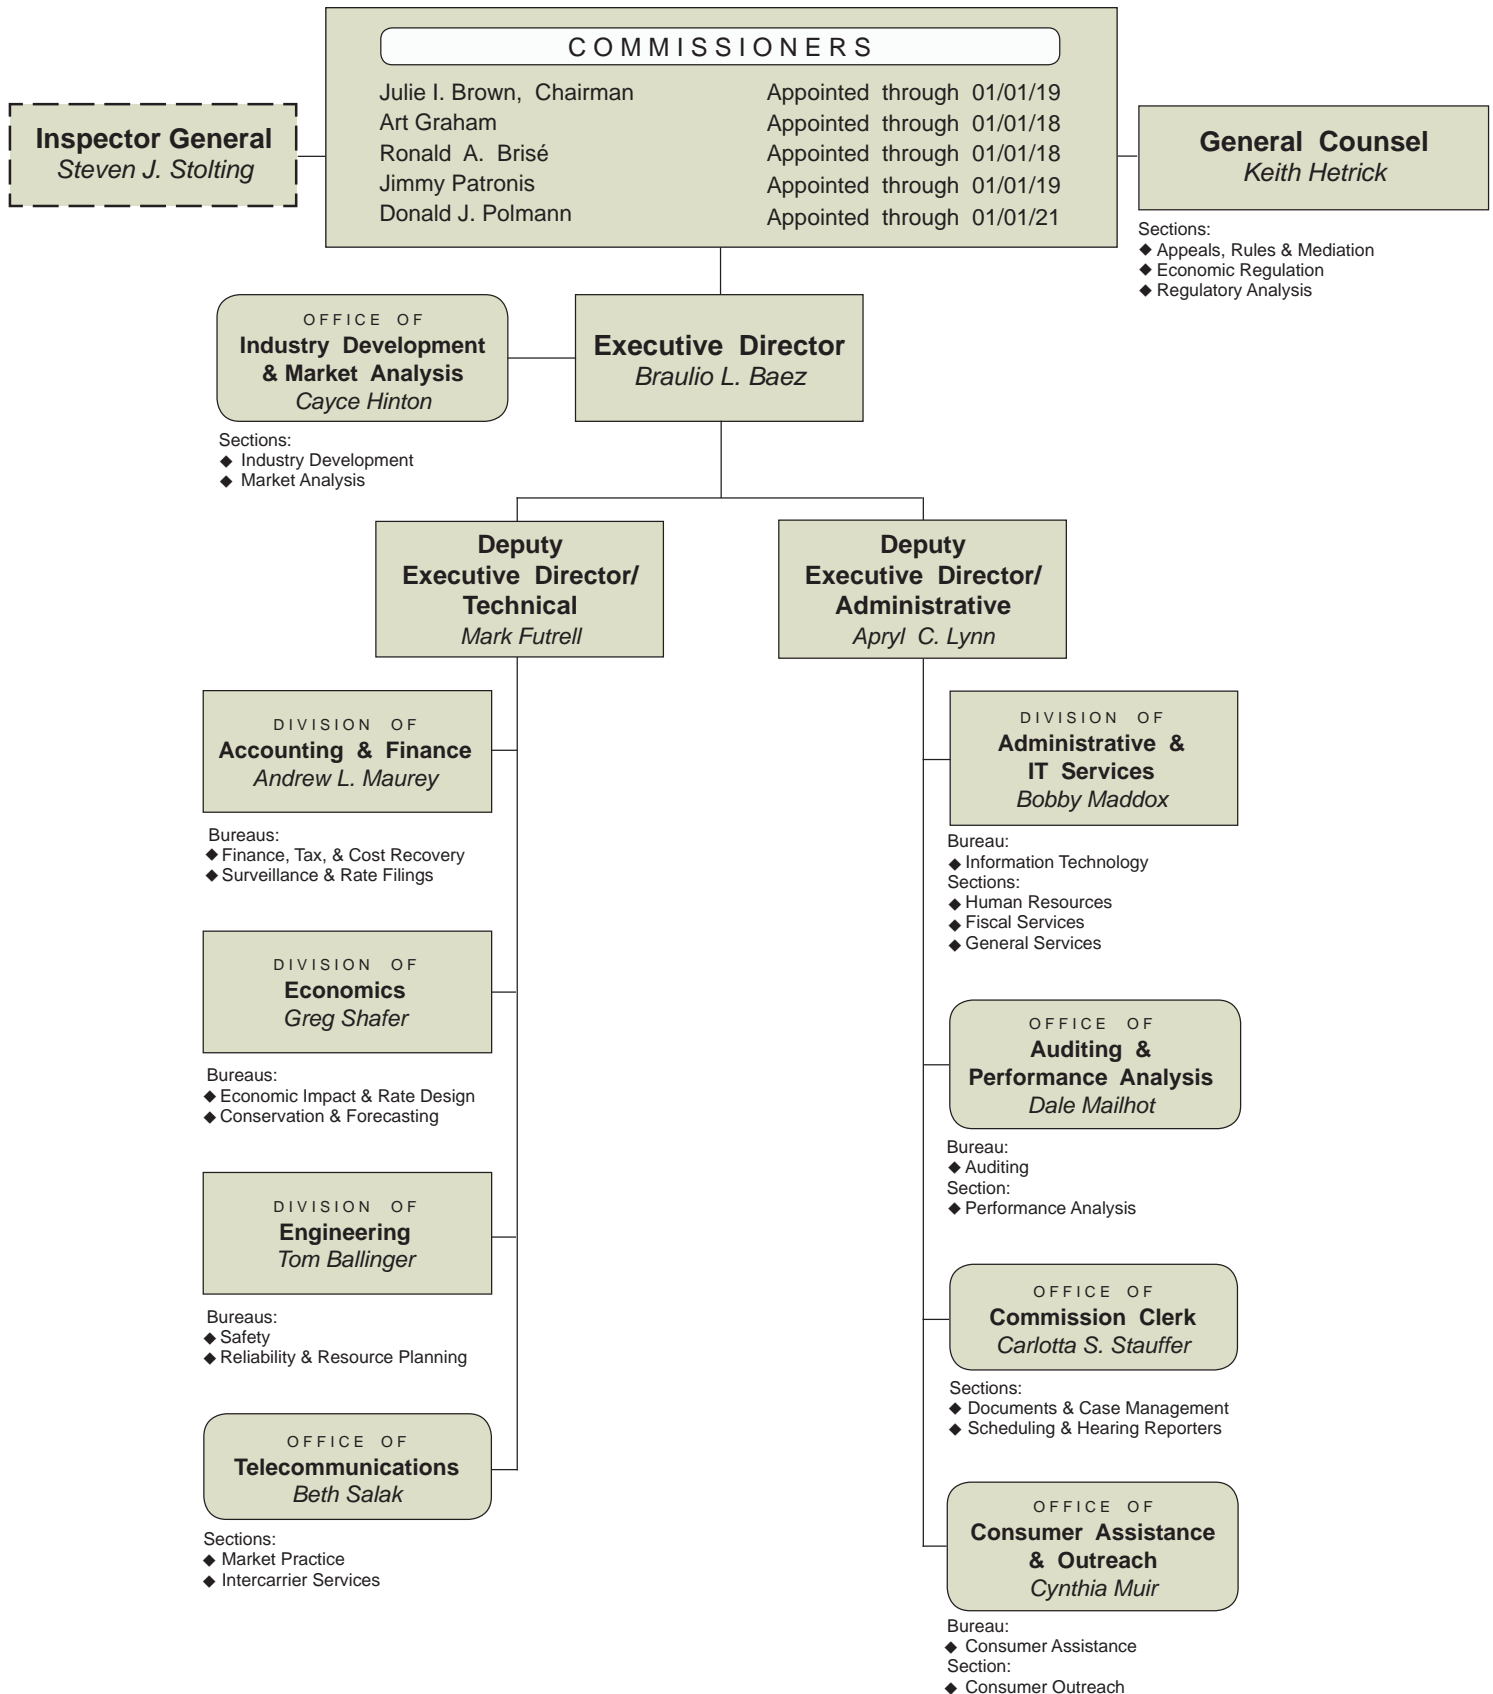 COMMISSIONERS
Julie I. Brown, Chairman Appointed through 01/01/19
Art Graham Appointed through 01/01/18
Ronald A. Brisé Appointed through 01/01/18
Jimmy Patronis Appointed through 01/01/19
Donald J. Polmann Appointed through 01/01/21
Inspector General
Steven J. Stolting
General Counsel
Keith Hetrick
Sections:
◆ Appeals, Rules & Mediation
◆ Economic Regulation
◆ Regulatory Analysis
OFFICE OF
Industry Development
& Market Analysis
Cayce Hinton
Sections:
◆ Industry Development
◆ Market Analysis
Executive Director
Braulio L. Baez
Deputy
Executive Director/
Technical
Mark Futrell
Deputy
Executive Director/
Administrative
Apryl C. Lynn
DIVISION OF
Accounting & Finance
Andrew L. Maurey
Bureaus:
◆ Finance, Tax, & Cost Recovery
◆ Surveillance & Rate Filings
DIVISION OF
Economics
Greg Shafer
Bureaus:
◆ Economic Impact & Rate Design
◆ Conservation & Forecasting
DIVISION OF
Engineering
Tom Ballinger
Bureaus:
◆ Safety
◆ Reliability & Resource Planning
OFFICE OF
Telecommunications
Beth Salak
Sections:
◆ Market Practice
◆ Intercarrier Services
DIVISION OF
Administrative &
IT Services
Bobby Maddox
Bureau:
◆ Information Technology
Sections:
◆ Human Resources
◆ Fiscal Services
◆ General Services
OFFICE OF
Auditing &
Performance Analysis
Dale Mailhot
Bureau:
◆ Auditing
Section:
◆ Performance Analysis
OFFICE OF
Commission Clerk
Carlotta S. Stauffer
Sections:
◆ Documents & Case Management
◆ Scheduling & Hearing Reporters
OFFICE OF
Consumer Assistance
& Outreach
Cynthia Muir
Bureau:
◆ Consumer Assistance
Section:
◆ Consumer Outreach